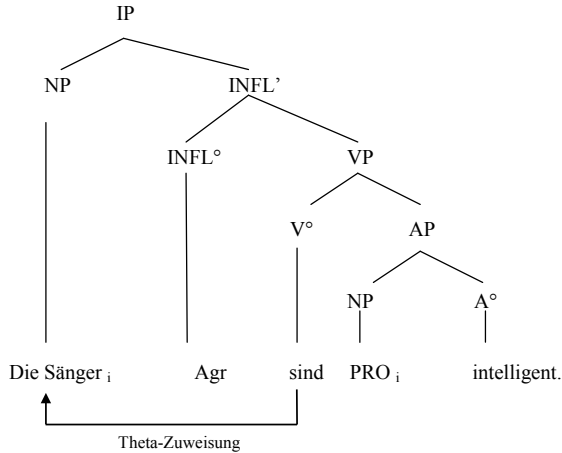 IP
NP INFL’
INFL° VP
V° AP
NP A°
Die Sänger i Agr sind PRO i intelligent.
Theta-Zuweisung